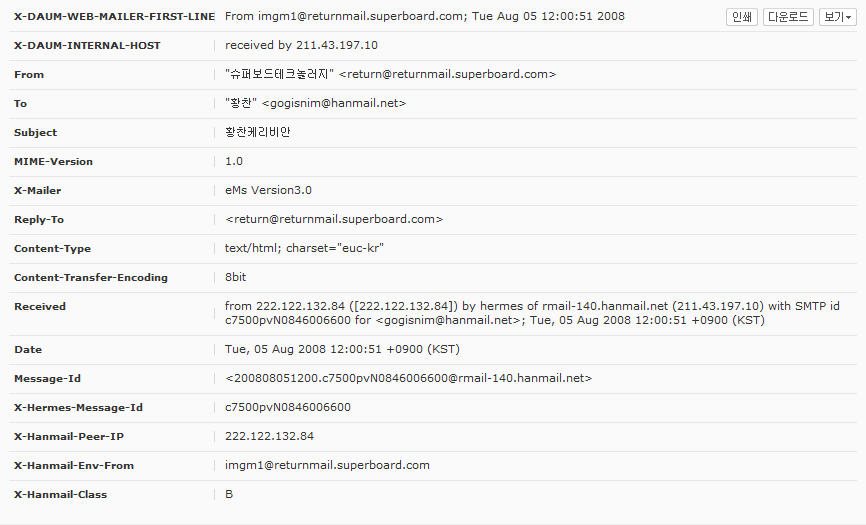 X-DAUM-WEB-MAILER-FIRST-LINE From imgm1@returnmail.superboard.com; Tue Aug 05 12:00:51 2008 인쇄 다운로드 보기
X-DAUM-INTERNAL-HOST received by 211.43.197.10
From "슈퍼보드테크놀러지" <return@returnmail.superboard.com>
To "황찬" <gogisnim@hanmail.net>
Subject 황찬케리비안
MIME-Version 1.0
X-Mailer eMs Version3.0
Reply-To <return@returnmail.superboard.com>
Content-Type text/html; charset="euc-kr"
Content-Transfer-Encoding 8bit
Received from 222.122.132.84 ([222.122.132.84]) by hermes of rmail-140.hanmail.net (211.43.197.10) with SMTP id
c7500pvN0846006600 for <gogisnim@hanmail.net>; Tue, 05 Aug 2008 12:00:51 +0900 (KST)
Date Tue, 05 Aug 2008 12:00:51 +0900 (KST)
Message-Id <200808051200.c7500pvN0846006600@rmail-140.hanmail.net>
X-Hermes-Message-Id c7500pvN0846006600
X-Hanmail-Peer-IP 222.122.132.84
X-Hanmail-Env-From imgm1@returnmail.superboard.com
X-Hanmail-Class B